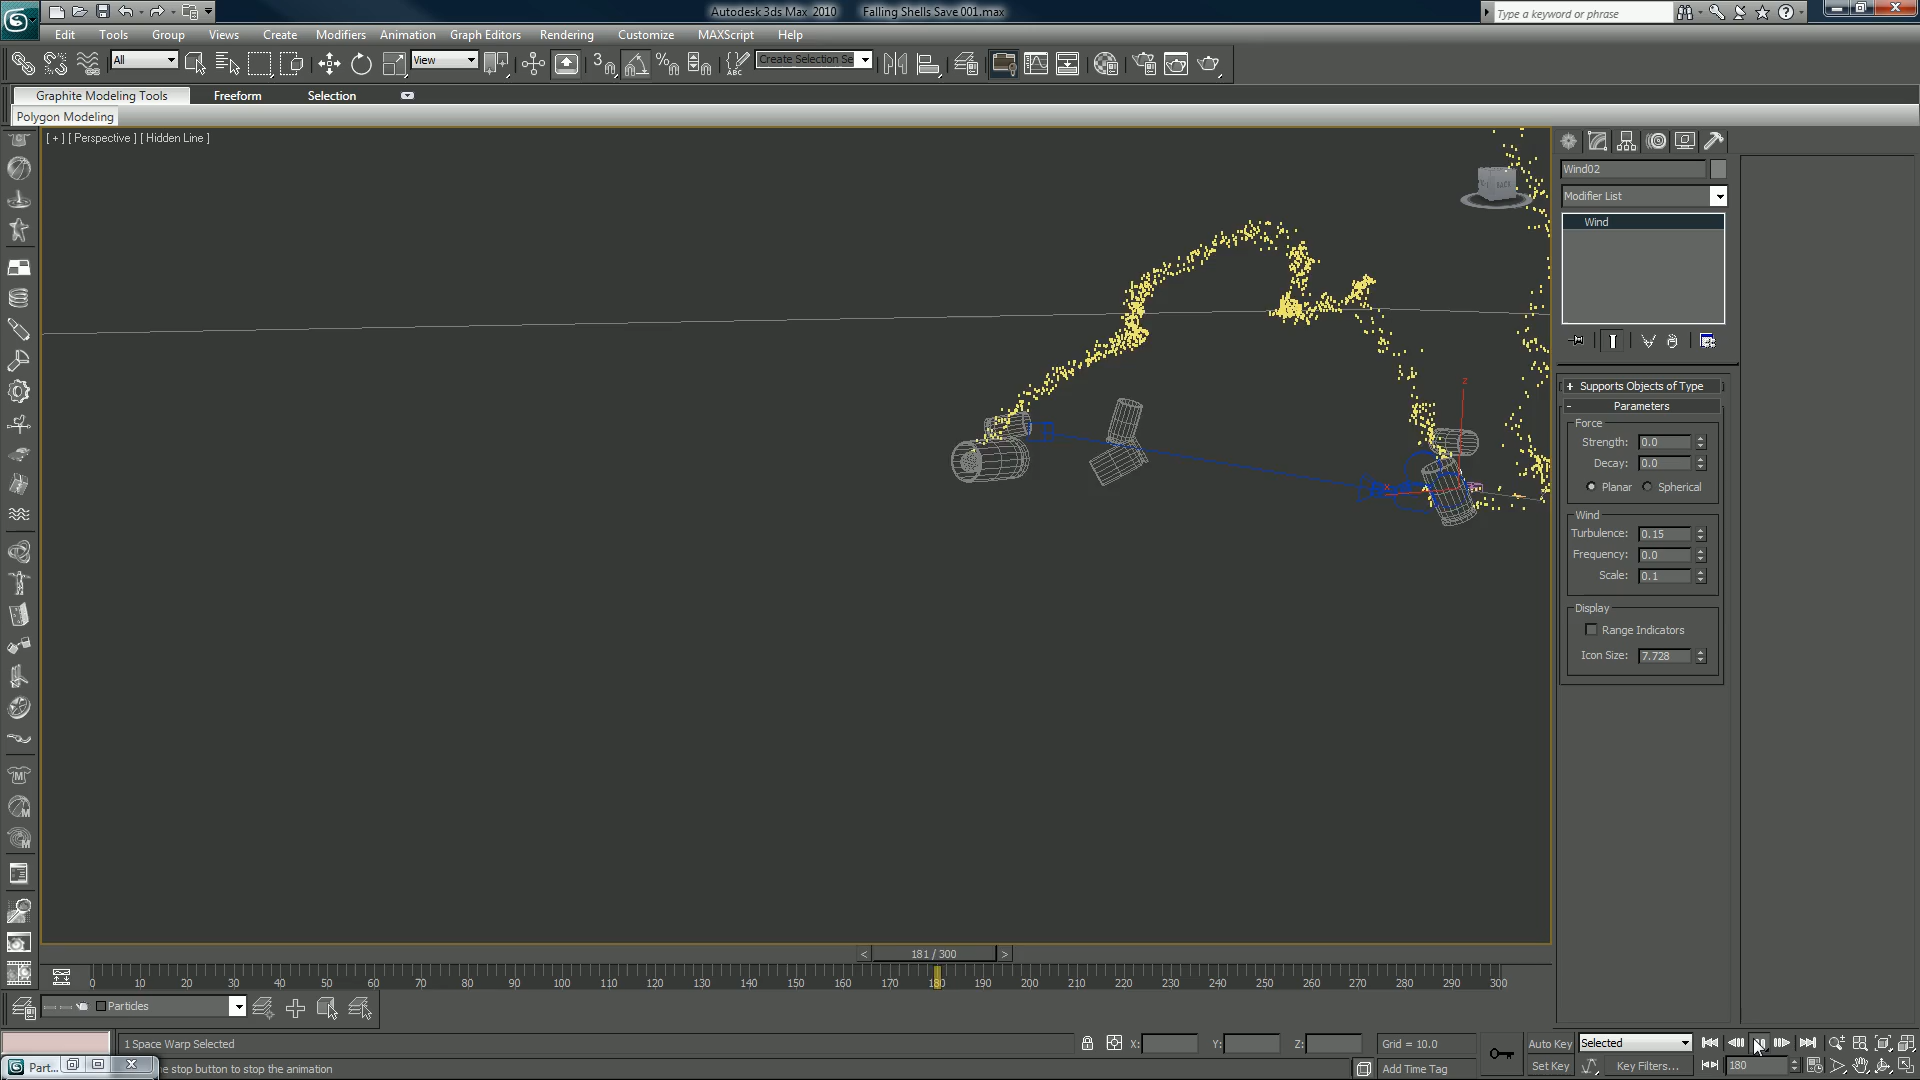 Autodesk 3ds Max 2010 Falling Shells Save 001.max
Type a keyword or phrase
Edit Tools Group Views Create Modifiers Animation Graph Editors Rendering Customize MAXScript Help
All View 3 Create Selection Se
Graphite Modeling Tools Freeform Selection
Polygon Modeling
[ + ] [ Perspective ] [ Hidden Line ]
Wind02
Modifier List
Wind
+ Supports Objects of Type
- Parameters
Force
Strength: 0.0
Decay: 0.0
Planar Spherical
Wind
Turbulence: 0.15
Frequency: 0.0
Scale: 0.1
Display
Range Indicators
Icon Size: 7.728
z
x
< 181 / 300 >
0 10 20 30 40 50 60 70 80 90 100 110 120 130 140 150 160 170 180 190 200 210 220 230 240 250 260 270 280 290 300
Particles
1 Space Warp Selected X: Y: Z: Grid = 10.0 Auto Key Selected
Part... e stop button to stop the animation Add Time Tag Set Key Key Filters... 180